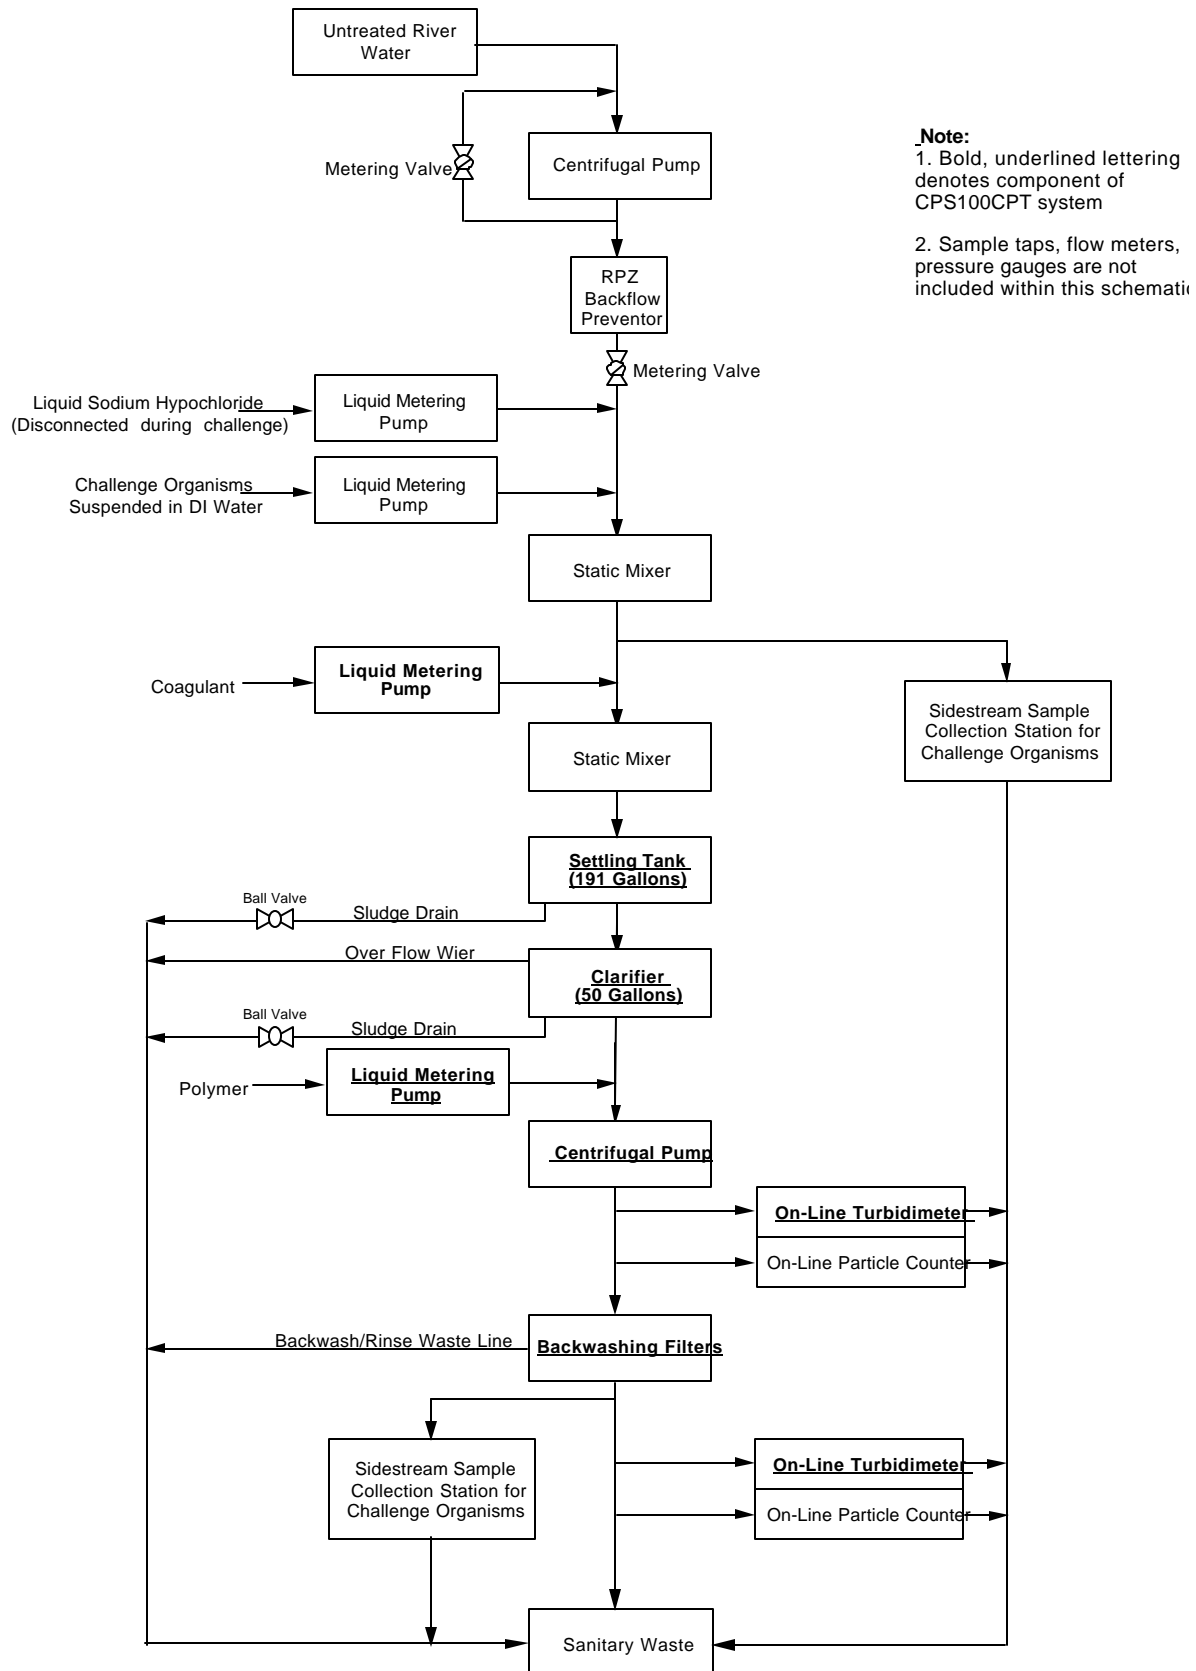 Untreated River
Water
Note:
1. Bold, underlined lettering
denotes component of
CPS100CPT system
2. Sample taps, flow meters,
pressure gauges are not
included within this schematic
Metering Valve
Centrifugal Pump
RPZ
Backflow
Preventor
Metering Valve
Liquid Sodium Hypochloride
(Disconnected during challenge)
Liquid Metering
Pump
Challenge Organisms
Suspended in DI Water
Liquid Metering
Pump
Static Mixer
Coagulant
Liquid Metering
Pump
Sidestream Sample
Collection Station for
Challenge Organisms
Static Mixer
Settling Tank
(191 Gallons)
Ball Valve
Sludge Drain
Over Flow Wier
Clarifier
(50 Gallons)
Ball Valve
Sludge Drain
Polymer
Liquid Metering
Pump
Centrifugal Pump
On-Line Turbidimeter
On-Line Particle Counter
Backwash/Rinse Waste Line
Backwashing Filters
Sidestream Sample
Collection Station for
Challenge Organisms
On-Line Turbidimeter
On-Line Particle Counter
Sanitary Waste